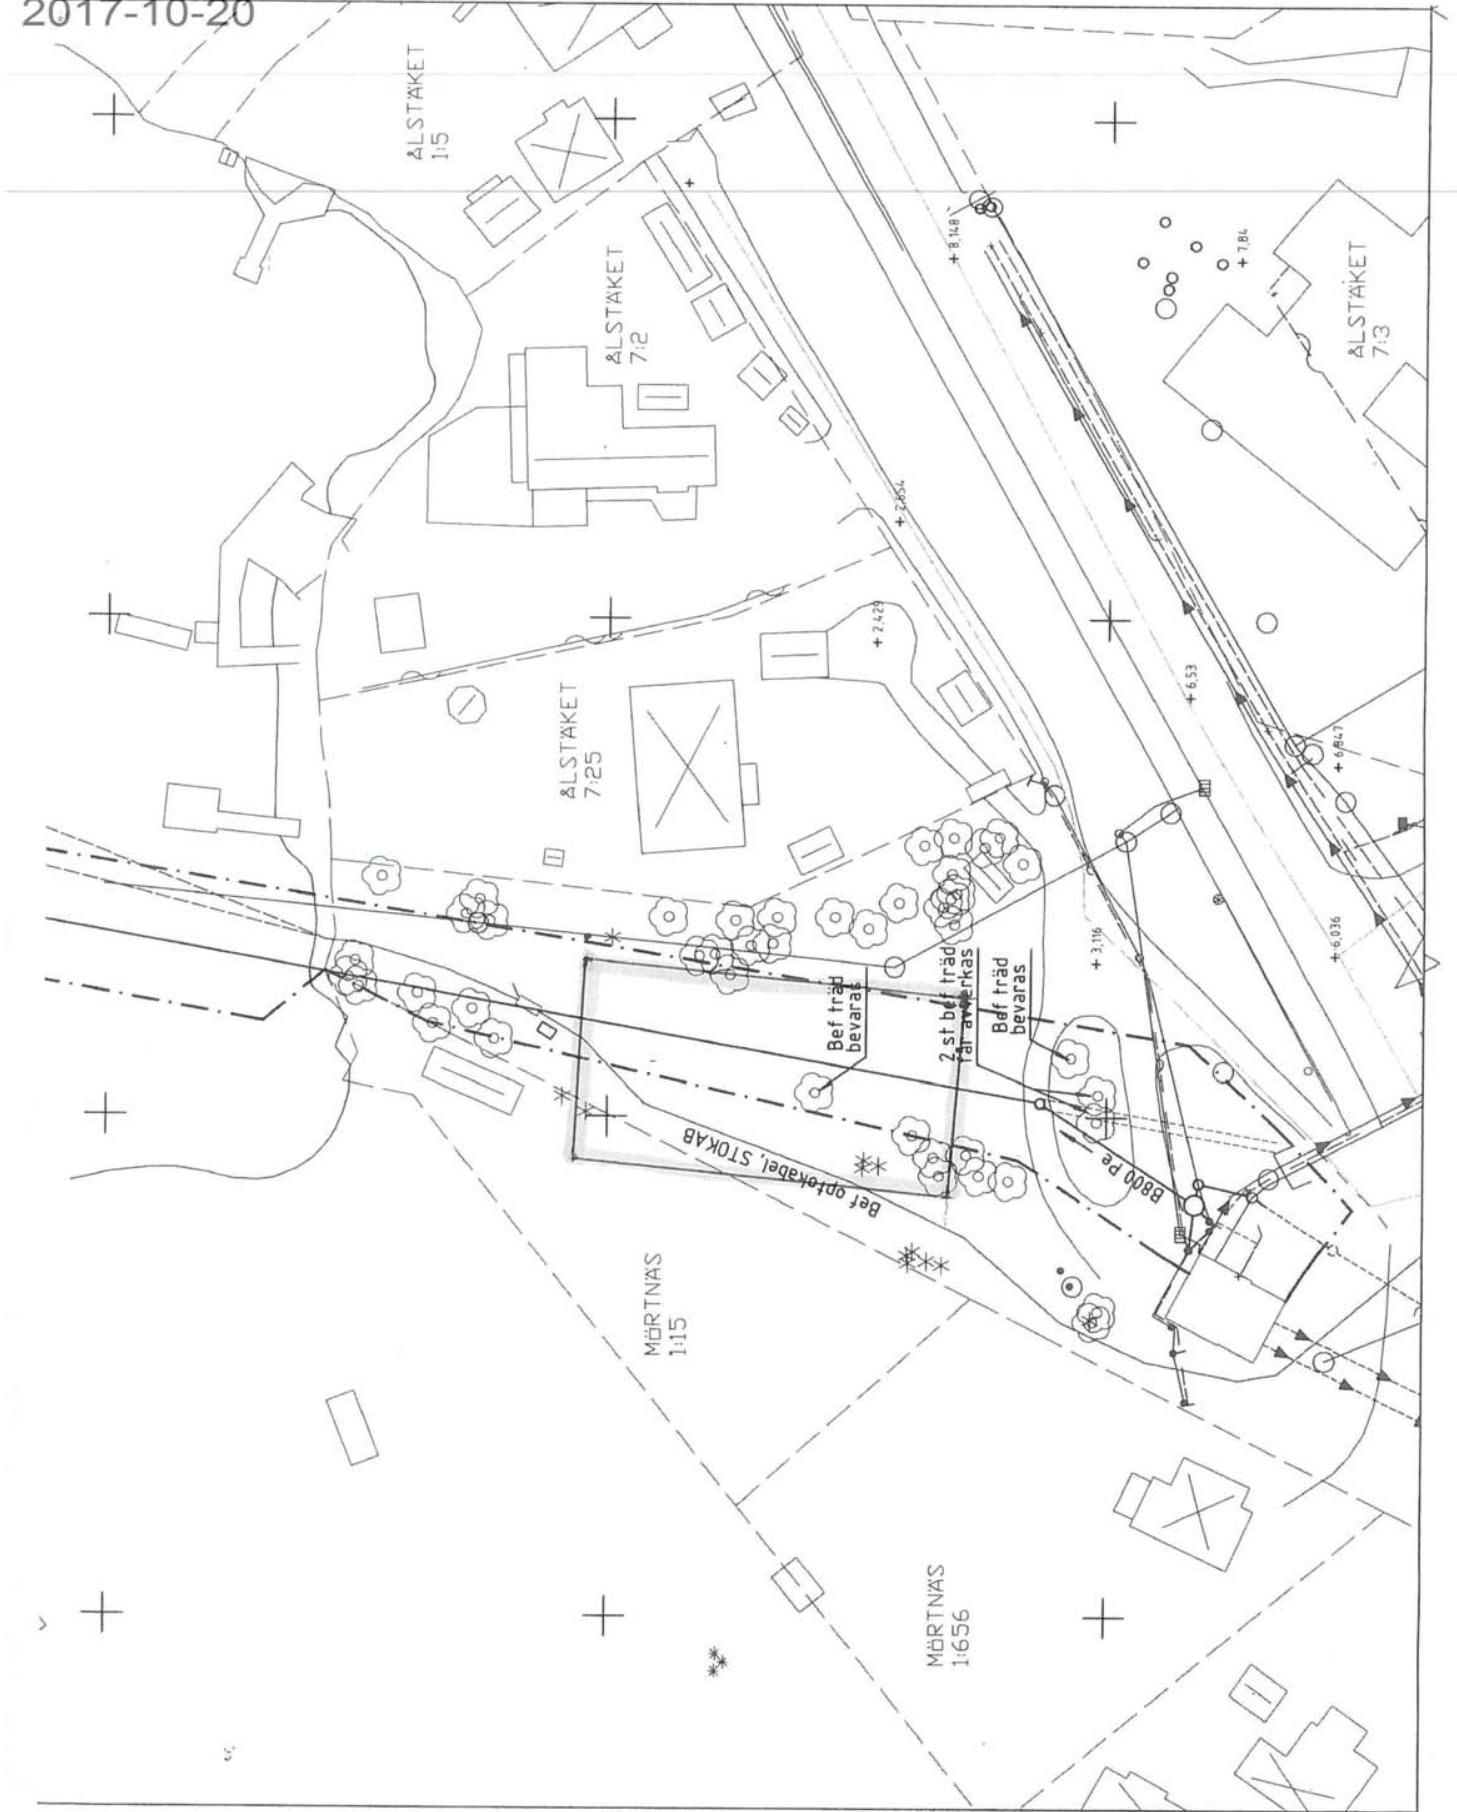 2017-10-20
ÅLSTÄKET
1:5
ÅLSTÄKET
7:2
+ 8,148
+ 7,84
ÅLSTÄKET
7:3
+ 2,854
+ 2,429
+ 6,53
+ 6,847
ÅLSTÄKET
7:25
+ 3,116
+ 6,036
Bef träd
bevaras
2 st bef träd
får avverkas
Bef träd
bevaras
Bef optokabel, STOKAB
B800 Pe
MÖRTNÄS
1:15
MÖRTNÄS
1:656